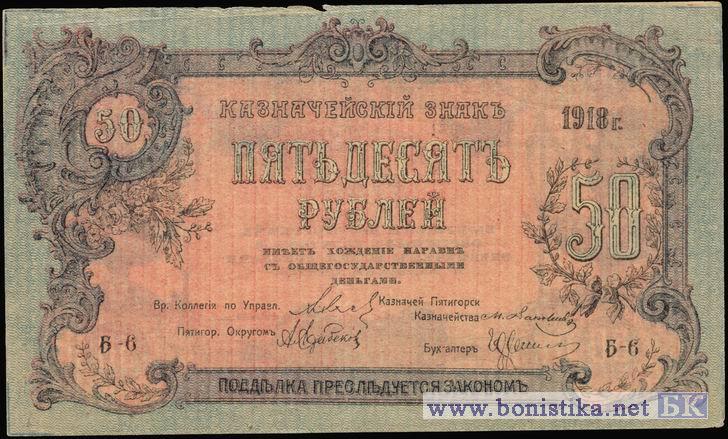 50
КАЗНАЧЕЙСКІЙ ЗНАКЪ
1918 г.
ПЯТЬДЕСЯТЪ
РУБЛЕЙ
50
ИМѢЕТЪ ХОЖДЕНІЕ НАРАВНѢ
СЪ ОБЩЕГОСУДАРСТВЕННЫМИ
ДЕНЬГАМИ.
Вр. Коллегіи по Управл.
Казначей Пятигорск
Казначейства
Пятигор. Округомъ
Бухгалтеръ
Б-6
Б-6
ПОДДѢЛКА ПРЕСЛѢДУЕТСЯ ЗАКОНОМЪ
www.bonistika.net БК